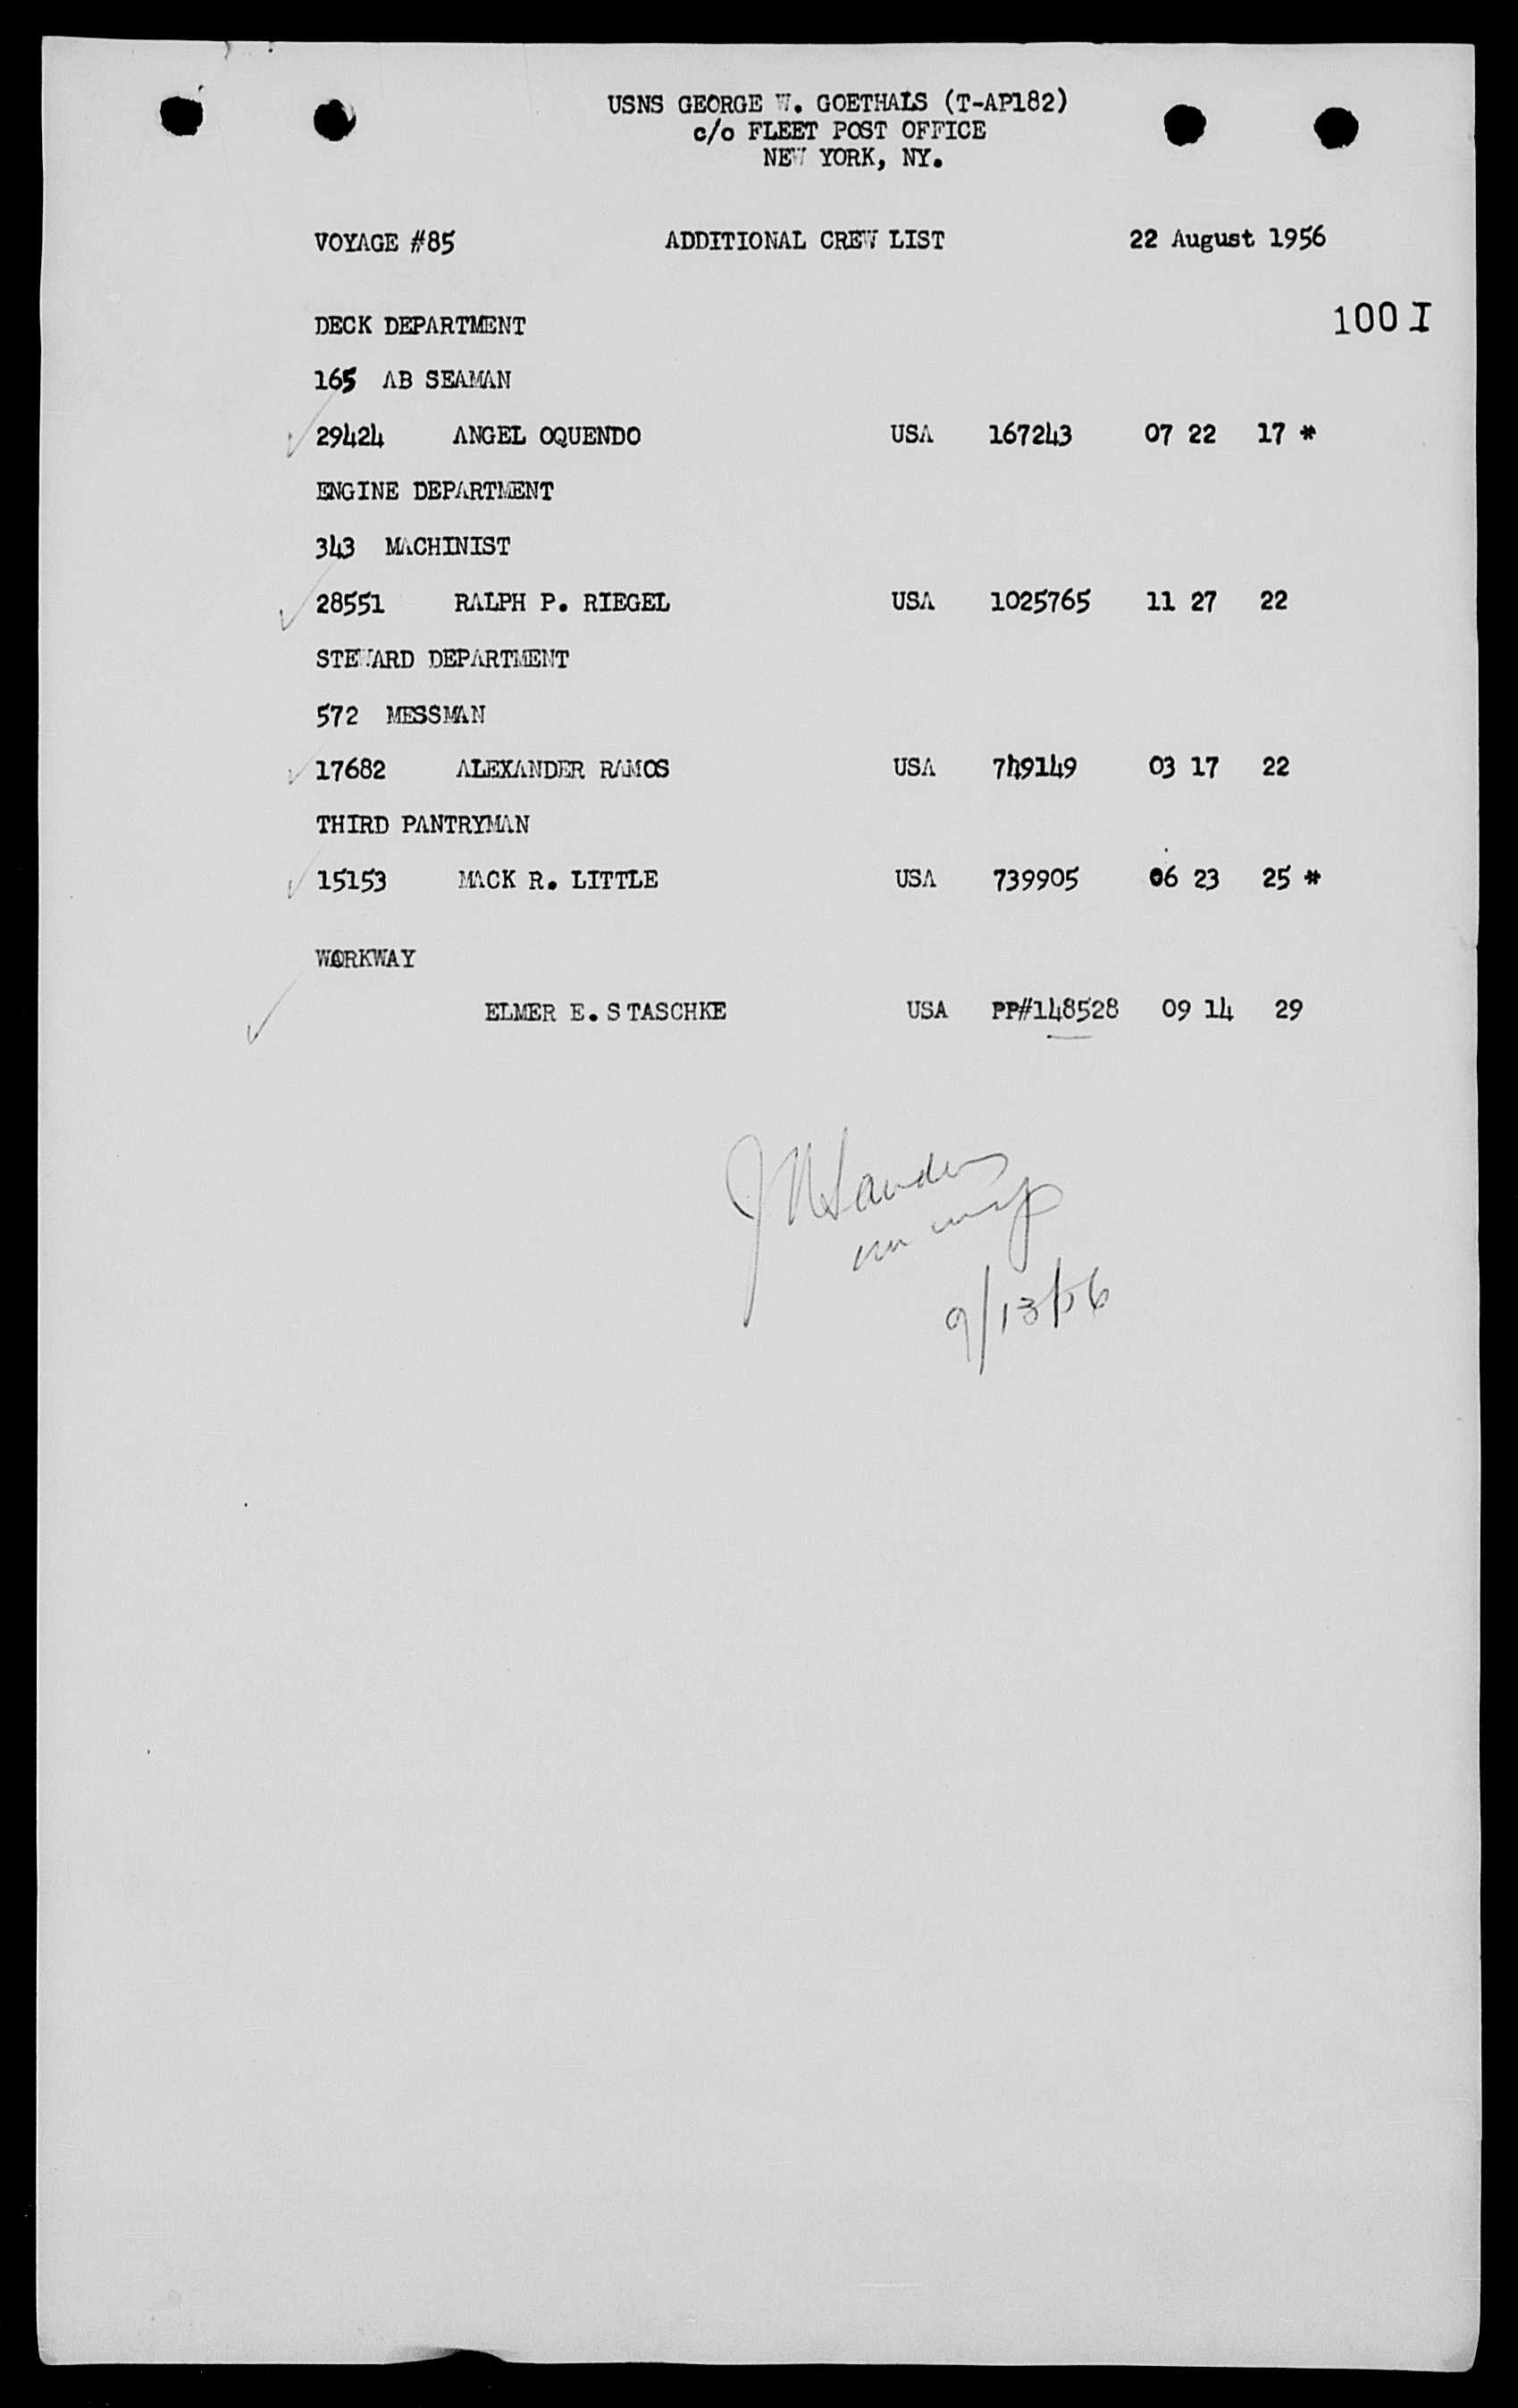 USNS GEORGE W. GOETHALS (T-AP182)
c/o FLEET POST OFFICE
NEW YORK, NY.
VOYAGE #85 ADDITIONAL CREW LIST 22 August 1956
100 I
DECK DEPARTMENT
165 AB SEAMAN
29424 ANGEL OQUENDO USA 167243 07 22 17 *
ENGINE DEPARTMENT
343 MACHINIST
28551 RALPH P. RIEGEL USA 1025765 11 27 22
STEWARD DEPARTMENT
572 MESSMAN
17682 ALEXANDER RAMOS USA 749149 03 17 22
THIRD PANTRYMAN
15153 MACK R. LITTLE USA 739905 06 23 25 *
WORKWAY
ELMER E. STASCHKE USA PP#148528 09 14 29
9/13/56